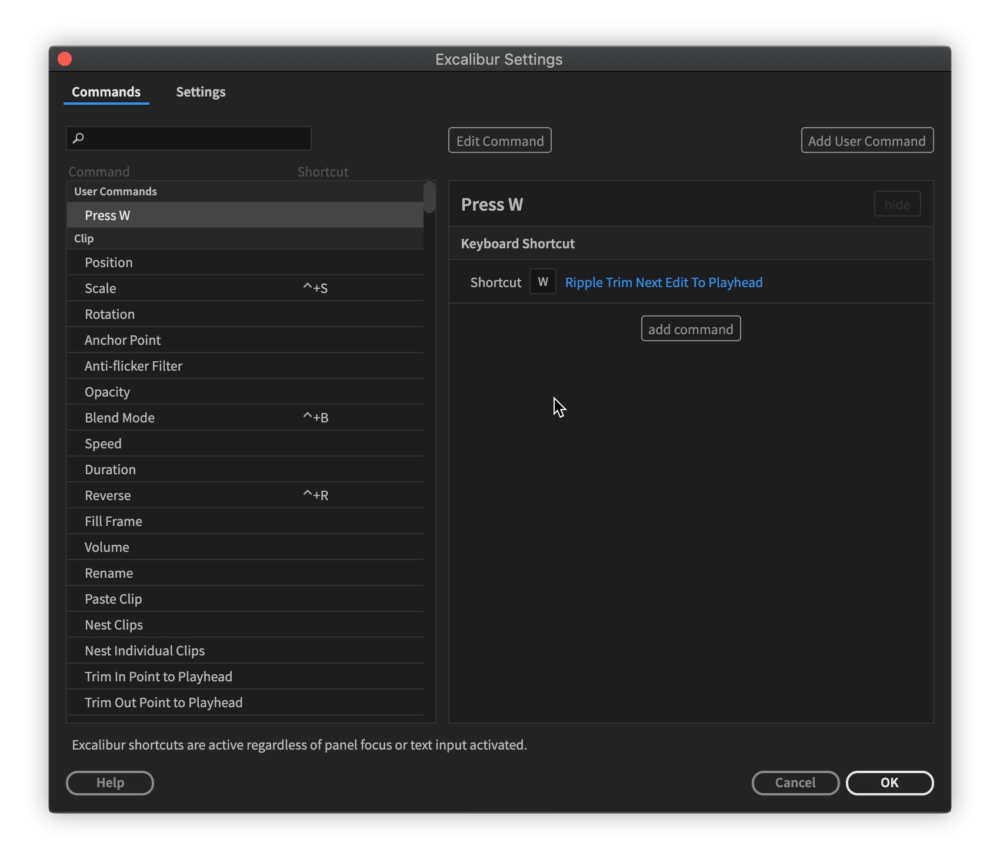 Excalibur Settings
Commands Settings
Edit Command Add User Command
Command Shortcut
User Commands
Press W
Clip
Position
Scale ^+S
Rotation
Anchor Point
Anti-flicker Filter
Opacity
Blend Mode ^+B
Speed
Duration
Reverse ^+R
Fill Frame
Volume
Rename
Paste Clip
Nest Clips
Nest Individual Clips
Trim In Point to Playhead
Trim Out Point to Playhead
Press W hide
Keyboard Shortcut
Shortcut W Ripple Trim Next Edit To Playhead
add command
Excalibur shortcuts are active regardless of panel focus or text input activated.
Help Cancel OK